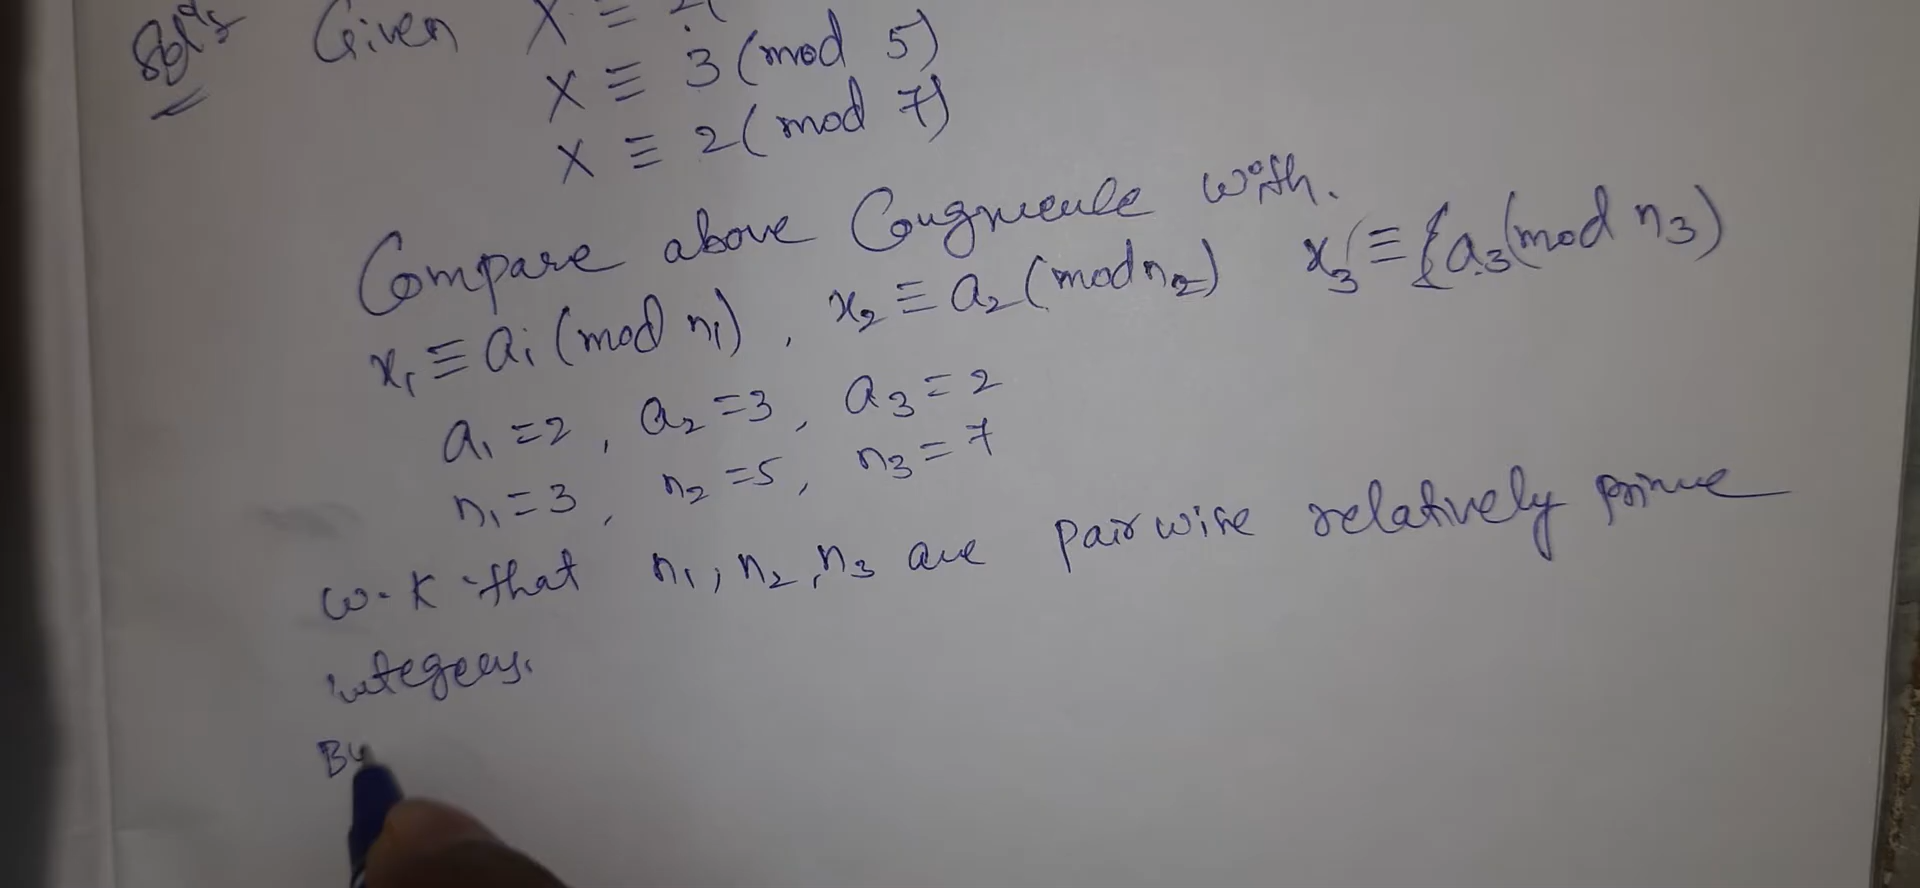 Soln: Given X ≡
X ≡ 3 (mod 5)
X ≡ 2 (mod 7)
Compare above Congruence with.
x₁ ≡ a₁ (mod n₁), x₂ ≡ a₂ (mod n₂) x₃ ≡ {a₃ (mod n₃)
a₁ = 2, a₂ = 3, a₃ = 2
n₁ = 3, n₂ = 5, n₃ = 7
W.K that n₁, n₂, n₃ are pairwise relatively prime
integers.
By